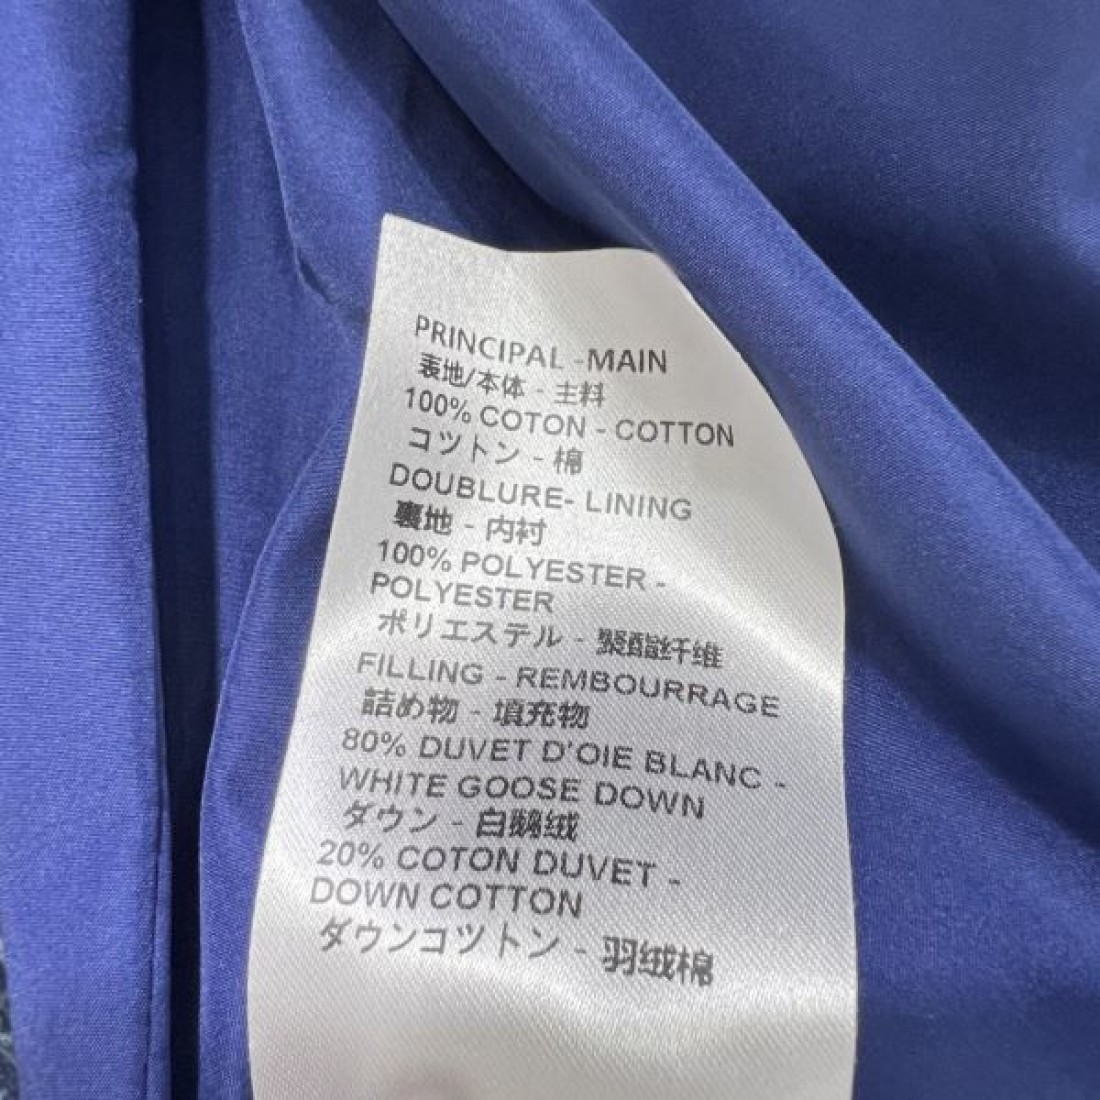 PRINCIPAL -MAIN
表地/本体 - 主料
100% COTON - COTTON
コツトン - 棉
DOUBLURE- LINING
裏地 - 内衬
100% POLYESTER -
POLYESTER
ポリエステル - 聚酯纤维
FILLING - REMBOURRAGE
詰め物 - 填充物
80% DUVET D'OIE BLANC -
WHITE GOOSE DOWN
ダウン - 白鹅绒
20% COTON DUVET -
DOWN COTTON
ダウンコツトン - 羽绒棉